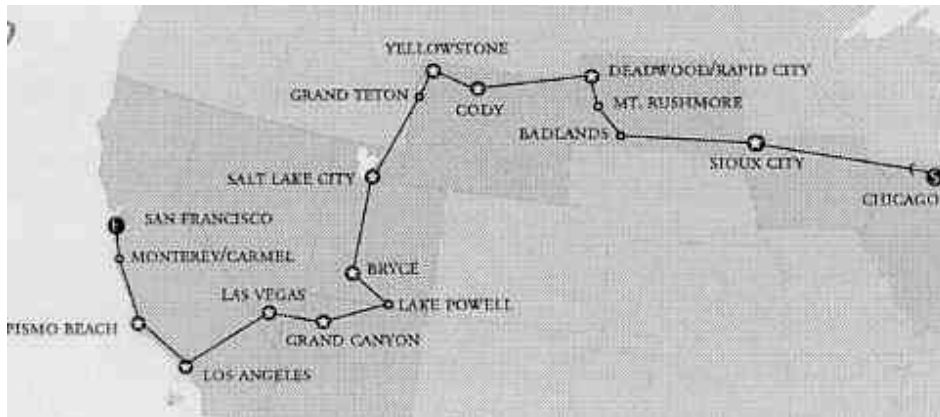 YELLOWSTONE
DEADWOOD/RAPID CITY
GRAND TETON
CODY
MT. RUSHMORE
BADLANDS
SIOUX CITY
SALT LAKE CITY
CHICAGO
SAN FRANCISCO
MONTEREY/CARMEL
BRYCE
LAS VEGAS
LAKE POWELL
PISMO BEACH
GRAND CANYON
LOS ANGELES